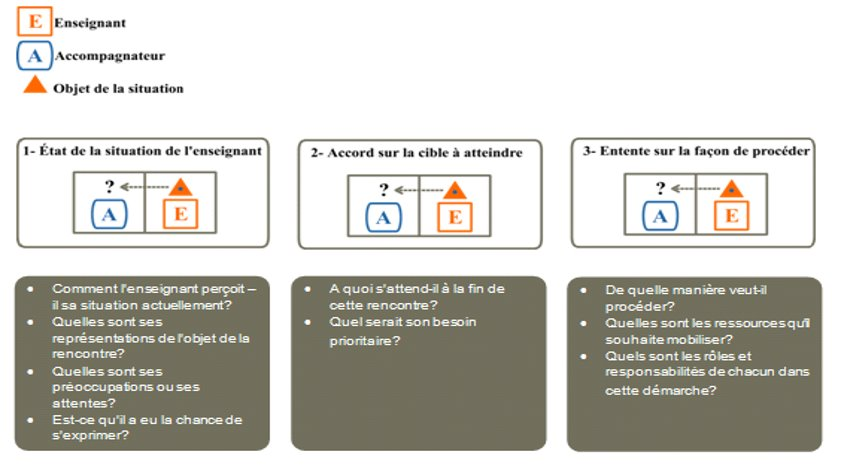 E Enseignant
A Accompagnateur
Objet de la situation
1- État de la situation de l'enseignant
?
A E
2- Accord sur la cible à atteindre
?
A E
3- Entente sur la façon de procéder
?
A E
• Comment l'enseignant perçoit –
il sa situation actuellement?
• Quelles sont ses
représentations de l'objet de la
rencontre?
• Quelles sont ses
préoccupations ou ses
attentes?
• Est-ce qu'il a eu la chance de
s'exprimer?
• A quoi s'attend-il à la fin de
cette rencontre?
• Quel serait son besoin
prioritaire?
• De quelle manière veut-il
procéder?
• Quelles sont les ressources qu'il
souhaite mobiliser?
• Quels sont les rôles et
responsabilités de chacun dans
cette démarche?